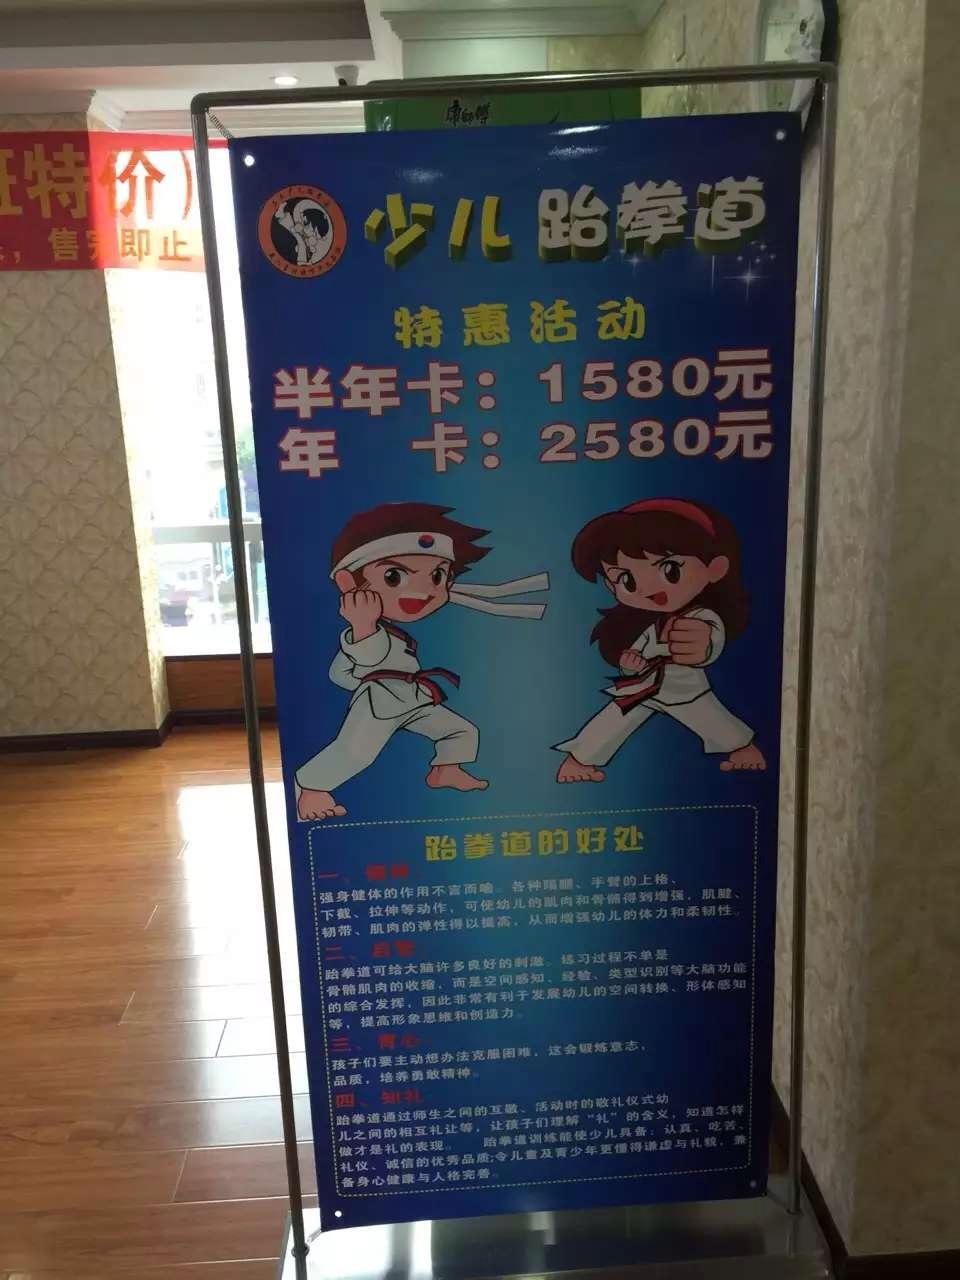 班特价）
，售完即止
康师傅
少儿 跆拳道
特惠活动
半年卡：1580元
年 卡：2580元
跆拳道的好处
一、健体
强身健体的作用不言而喻。各种踢腿、手臂的上格、
下截、拉伸等动作，可使幼儿的肌肉和骨骼得到增强，肌腱、
韧带、肌肉的弹性得以提高，从而增强幼儿的体力和柔韧性。
二、启智
跆拳道可给大脑许多良好的刺激。练习过程不单是
骨骼肌肉的收缩，而是空间感知、经验、类型识别等大脑功能
的综合发挥，因此非常有利于发展幼儿的空间转换、形体感知
等，提高形象思维和创造力。
三、育心
孩子们要主动想办法克服困难，这会锻炼意志，
品质，培养勇敢精神。
四、知礼
跆拳道通过师生之间的互敬、活动时的敬礼仪式幼
儿之间的相互礼让等，让孩子们理解“礼”的含义，知道怎样
做才是礼的表现。 跆拳道训练能使少儿具备：认真、吃苦、
礼仪、诚信的优秀品质;令儿童及青少年更懂得谦虚与礼貌，兼
备身心健康与人格完善。